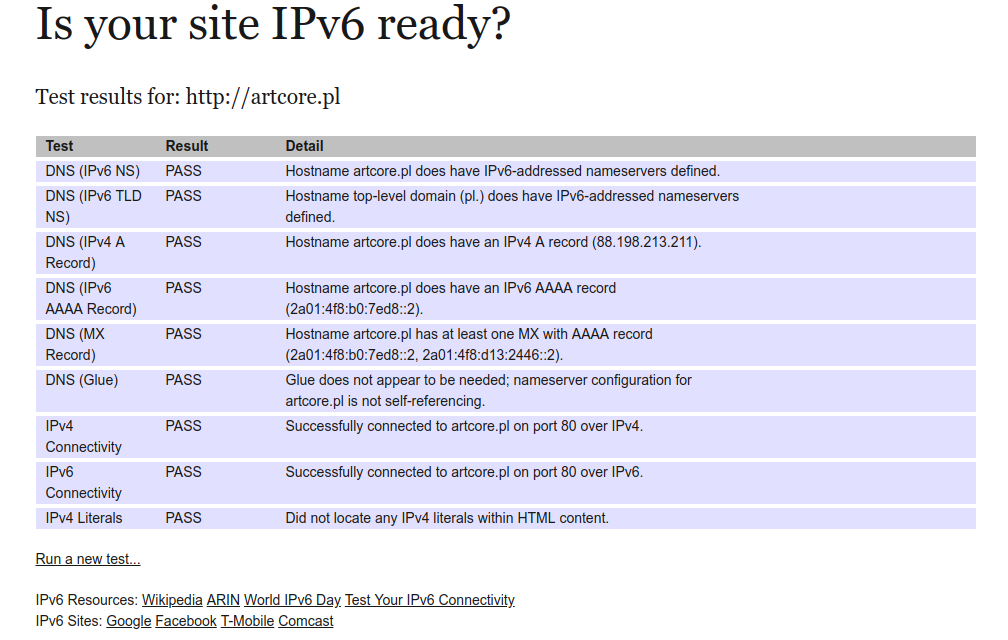 Is your site IPv6 ready?
Test results for: http://artcore.pl
Test Result Detail
DNS (IPv6 NS) PASS Hostname artcore.pl does have IPv6-addressed nameservers defined.
DNS (IPv6 TLD PASS Hostname top-level domain (pl.) does have IPv6-addressed nameservers
NS) defined.
DNS (IPv4 A PASS Hostname artcore.pl does have an IPv4 A record (88.198.213.211).
Record)
DNS (IPv6 PASS Hostname artcore.pl does have an IPv6 AAAA record
AAAA Record) (2a01:4f8:b0:7ed8::2).
DNS (MX PASS Hostname artcore.pl has at least one MX with AAAA record
Record) (2a01:4f8:b0:7ed8::2, 2a01:4f8:d13:2446::2).
DNS (Glue) PASS Glue does not appear to be needed; nameserver configuration for
artcore.pl is not self-referencing.
IPv4 PASS Successfully connected to artcore.pl on port 80 over IPv4.
Connectivity
IPv6 PASS Successfully connected to artcore.pl on port 80 over IPv6.
Connectivity
IPv4 Literals PASS Did not locate any IPv4 literals within HTML content.
Run a new test...
IPv6 Resources: Wikipedia ARIN World IPv6 Day Test Your IPv6 Connectivity
IPv6 Sites: Google Facebook T-Mobile Comcast